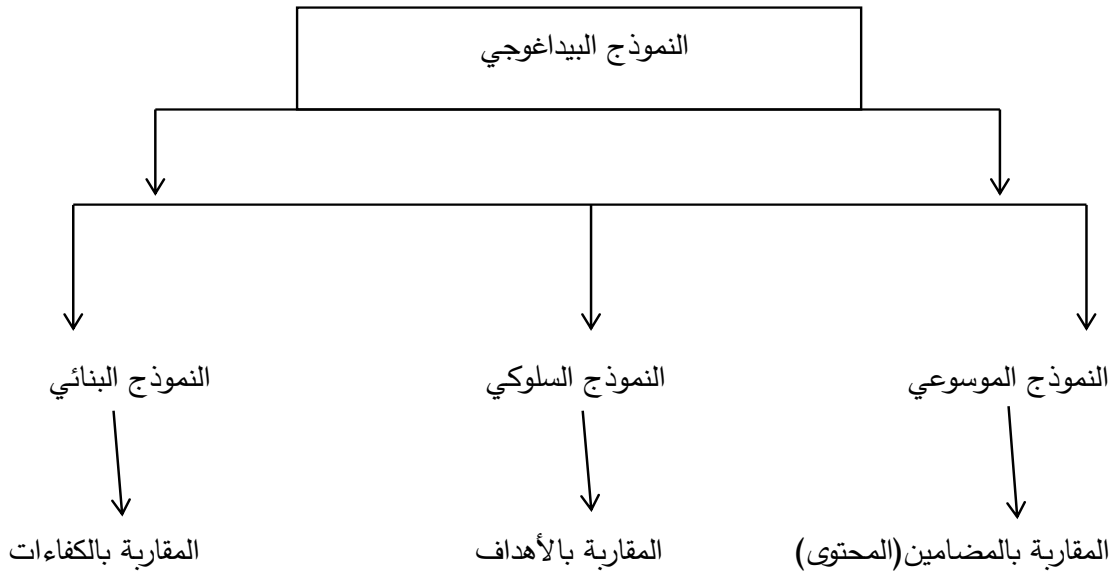 النموذج البيداغوجي
النموذج الموسوعي
النموذج السلوكي
النموذج البنائي
المقاربة بالمضامين(المحتوى)
المقاربة بالأهداف
المقاربة بالكفاءات